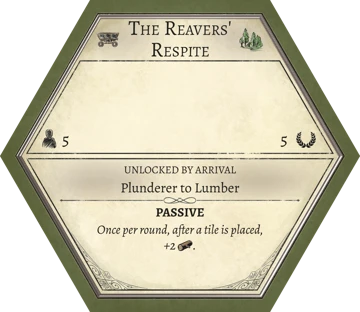 THE REAVERS'
RESPITE
5 5
UNLOCKED BY ARRIVAL
Plunderer to Lumber
PASSIVE
Once per round, after a tile is placed,
+2 .